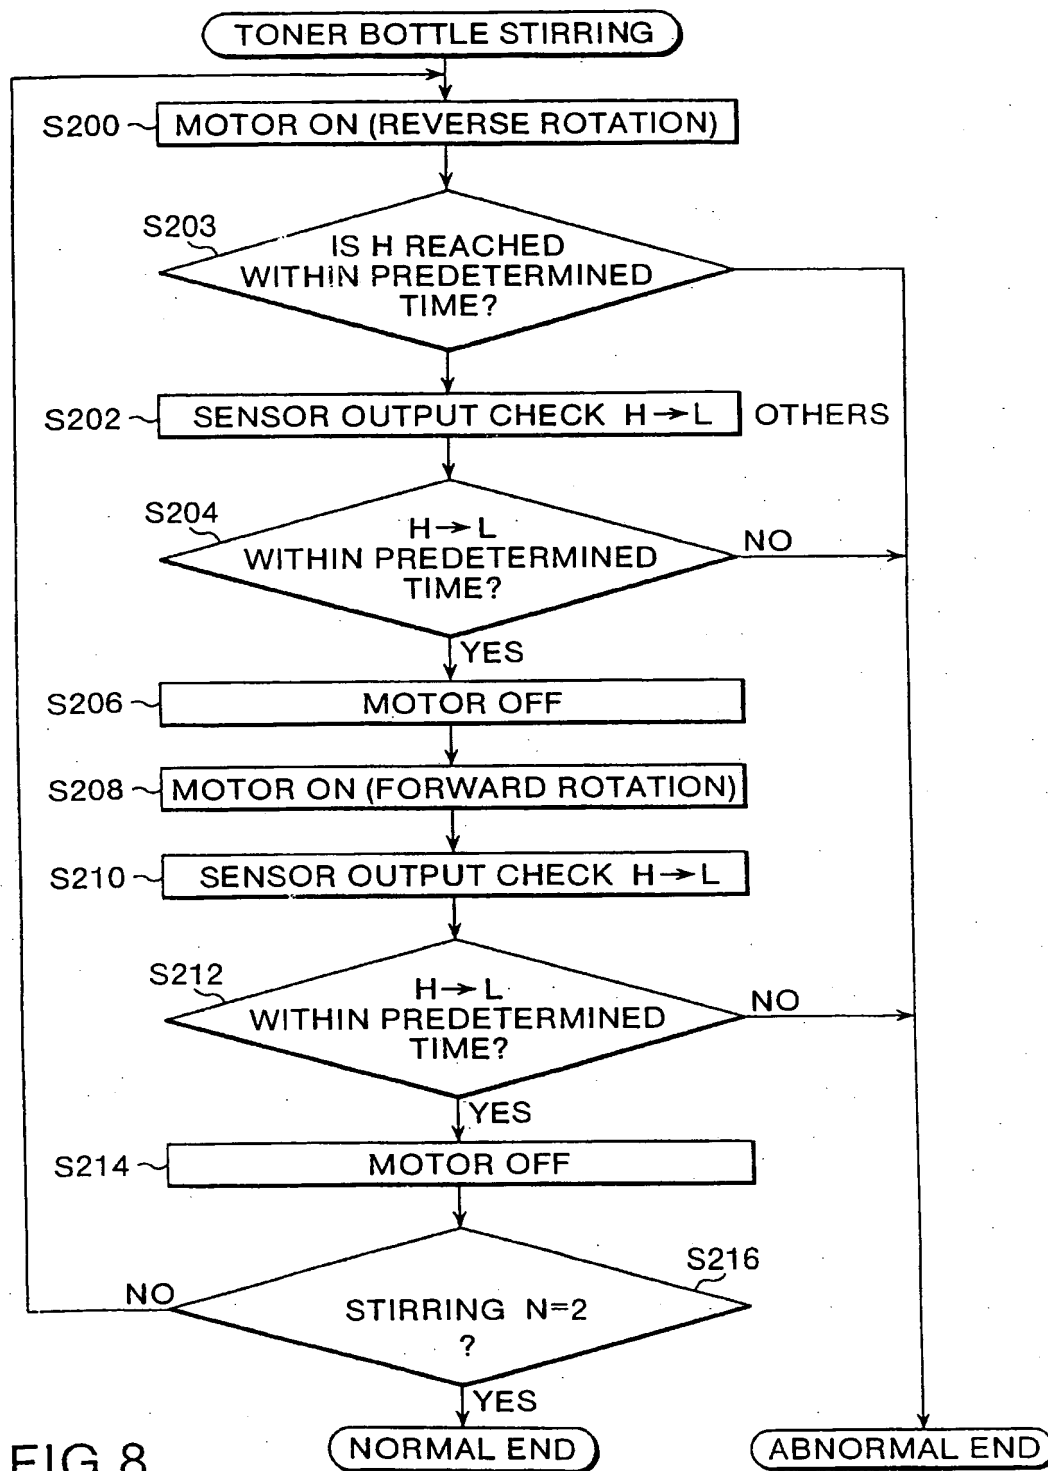 TONER BOTTLE STIRRING
S200 MOTOR ON (REVERSE ROTATION)
S203
IS H REACHED
WITHIN PREDETERMINED
TIME?
S202 SENSOR OUTPUT CHECK H→L OTHERS
S204
H→L
WITHIN PREDETERMINED
TIME?
NO
YES
S206 MOTOR OFF
S208 MOTOR ON (FORWARD ROTATION)
S210 SENSOR OUTPUT CHECK H→L
S212
H→L
WITHIN PREDETERMINED
TIME?
NO
YES
S214 MOTOR OFF
S216
NO
STIRRING N=2
?
YES
FIG 8
NORMAL END
ABNORMAL END